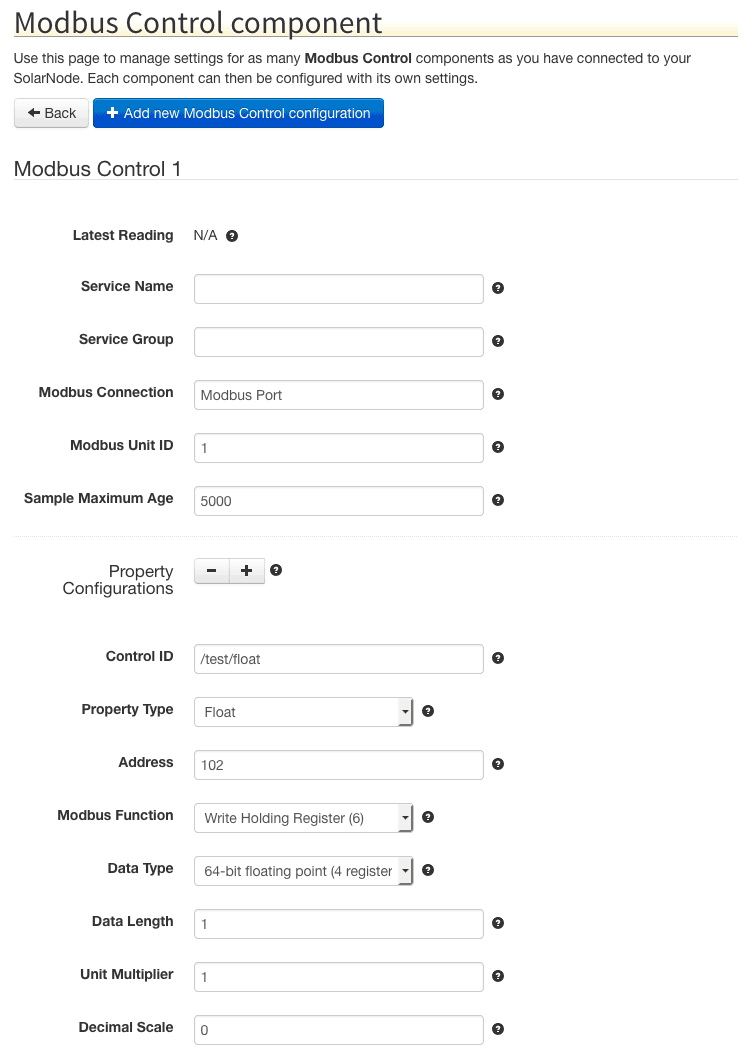 Modbus Control component
Use this page to manage settings for as many Modbus Control components as you have connected to your
SolarNode. Each component can then be configured with its own settings.
Back
Add new Modbus Control configuration
Modbus Control 1
Latest Reading N/A
Service Name
Service Group
Modbus Connection Modbus Port
Modbus Unit ID 1
Sample Maximum Age 5000
Property
Configurations
Control ID /test/float
Property Type Float
Address 102
Modbus Function Write Holding Register (6)
Data Type 64-bit floating point (4 register
Data Length 1
Unit Multiplier 1
Decimal Scale 0